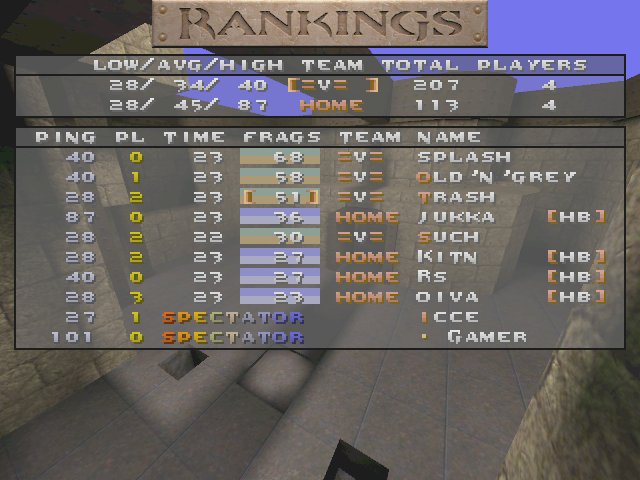 RANKINGS
LOW/AVG/HIGH TEAM TOTAL PLAYERS
28/ 34/ 40 [=V= ] 207 4
28/ 45/ 87 HOME 113 4
PING PL TIME FRAGS TEAM NAME
40 0 23 68 =V= SPLASH
40 1 23 58 =V= OLD 'N 'GREY
28 2 23 [ 51 ] =V= TRASH
87 0 23 36 HOME JUKKA [HB]
28 2 22 30 =V= SUCH
28 2 23 27 HOME KITN [HB]
40 0 23 27 HOME RS [HB]
28 3 23 23 HOME OIVA [HB]
27 1 SPECTATOR ICCE
101 0 SPECTATOR · GAMER